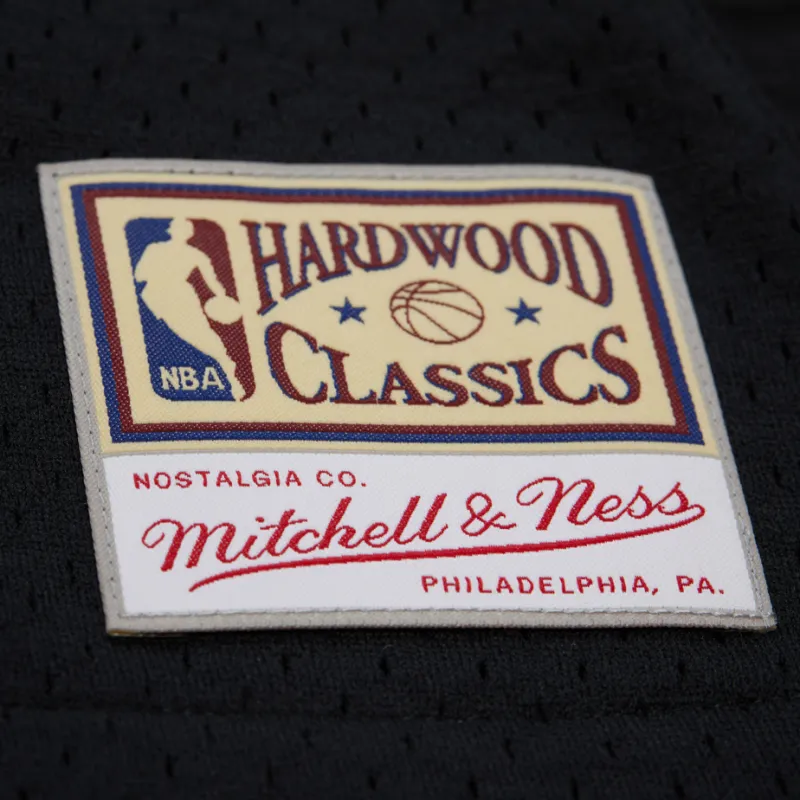 HARDWOOD
CLASSICS
NBA
NOSTALGIA CO.
Mitchell & Ness
PHILADELPHIA, PA.